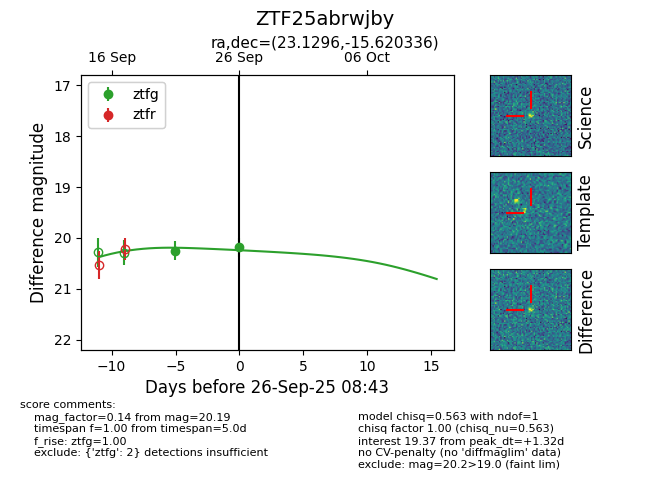 ZTF25abrwjby
ra,dec=(23.1296,-15.620336)
16 Sep
26 Sep
06 Oct
ztfg
ztfr
17
18
19
20
21
22
Difference magnitude
−10
−5
0
5
10
15
Days before 26-Sep-25 08:43
Science
Template
Difference
score comments:
mag_factor=0.14 from mag=20.19
timespan f=1.00 from timespan=5.0d
f_rise: ztfg=1.00
exclude: {'ztfg': 2} detections insufficient
model chisq=0.563 with ndof=1
chisq factor 1.00 (chisq_nu=0.563)
interest 19.37 from peak_dt=+1.32d
no CV-penalty (no 'diffmaglim' data)
exclude: mag=20.2>19.0 (faint lim)